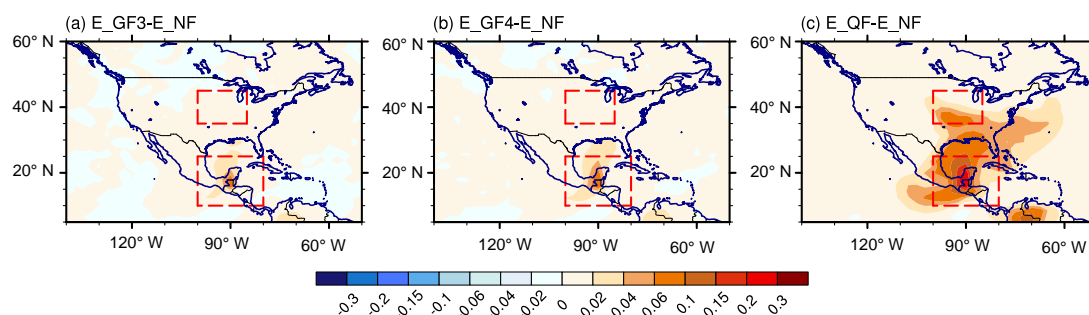 (a) E_GF3-E_NF (b) E_GF4-E_NF (c) E_QF-E_NF
60° N 60° N 60° N
40° N 40° N 40° N
20° N 20° N 20° N
120° W 90° W 60° W 120° W 90° W 60° W 120° W 90° W 60° W
-0.3 -0.2 -0.15 -0.1 -0.06 -0.04 -0.02 0 0.02 0.04 0.06 0.1 0.15 0.2 0.3